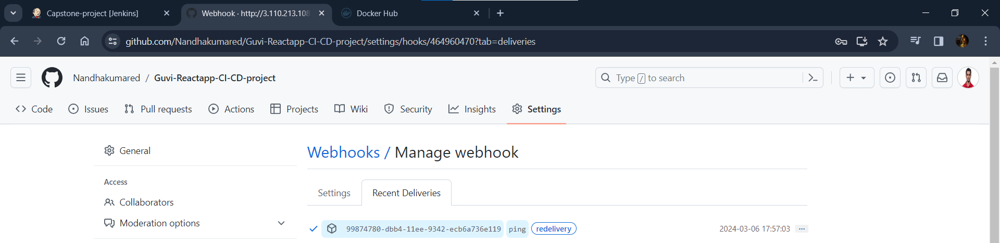 Capstone-project [Jenkins]
Webhook · http://3.110.213.108
Docker Hub
github.com/Nandhakumared/Guvi-Reactapp-CI-CD-project/settings/hooks/464960470?tab=deliveries
Nandhakumared / Guvi-Reactapp-CI-CD-project
Type / to search
Code Issues Pull requests Actions Projects Wiki Security Insights Settings
General
Webhooks / Manage webhook
Access
Settings Recent Deliveries
Collaborators
Moderation options
99874780-dbb4-11ee-9342-ecb6a736e119 ping redelivery 2024-03-06 17:57:03 ...